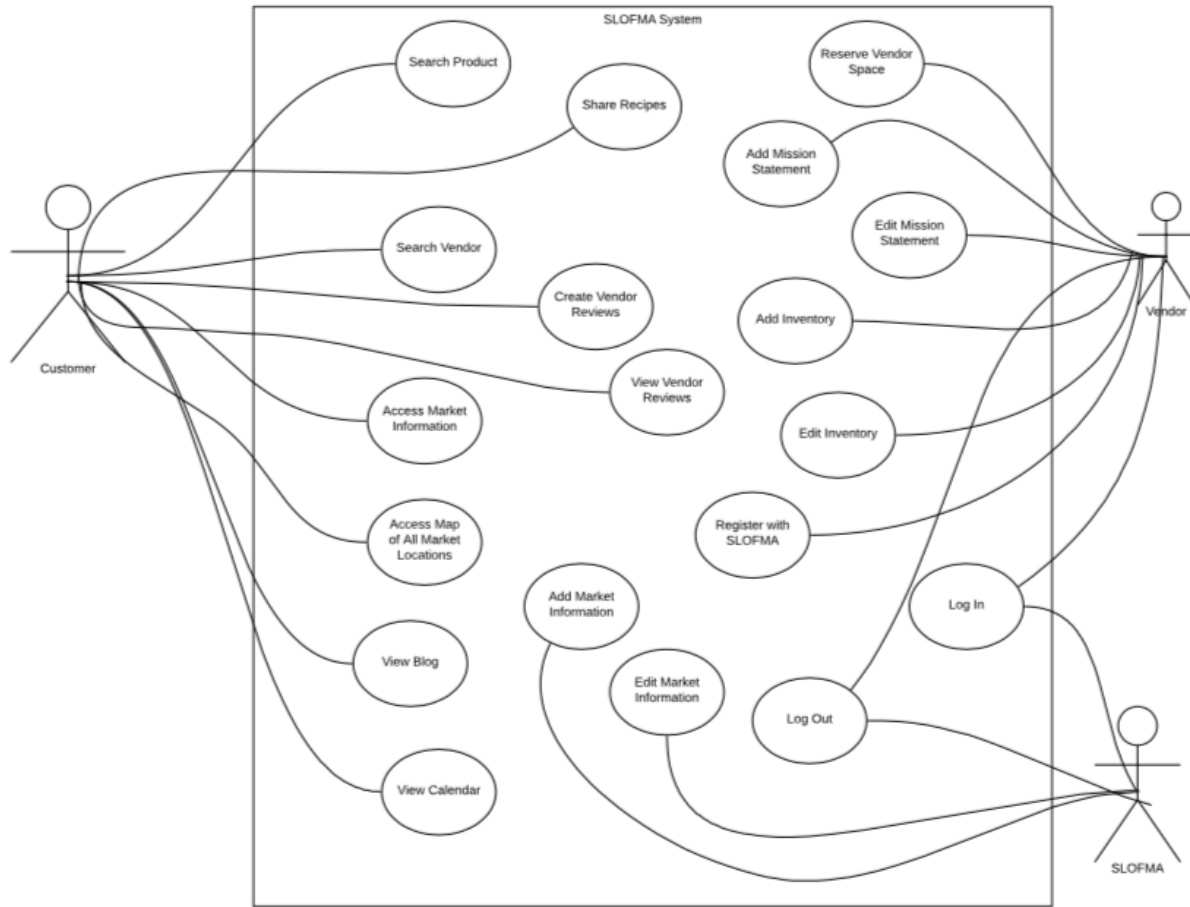 SLOFMA System
Search Product
Reserve Vendor
Space
Share Recipes
Add Mission
Statement
Edit Mission
Statement
Search Vendor
Create Vendor
Reviews
Add Inventory
Vendor
Customer
View Vendor
Reviews
Access Market
Information
Edit Inventory
Access Map
of All Market
Locations
Register with
SLOFMA
Add Market
Information
Log In
View Blog
Edit Market
Information
Log Out
View Calendar
SLOFMA